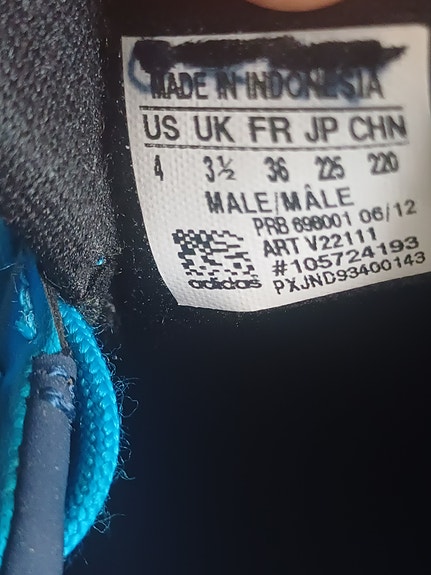 MADE IN INDONESIA
US UK FR JP CHN
4 3½ 36 225 220
MALE/MÂLE
PRB 698001 06/12
ART V22111
#105724193
PXJND93400143
adidas